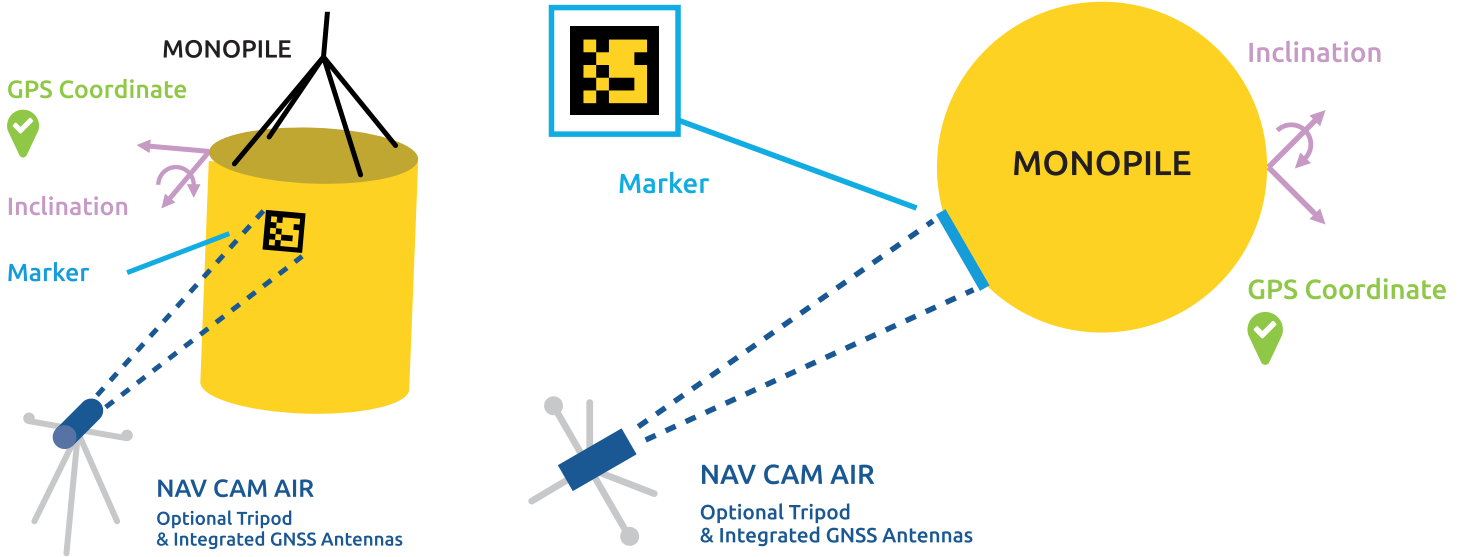 MONOPILE
GPS Coordinate
Inclination
Marker
NAV CAM AIR
Optional Tripod
& Integrated GNSS Antennas
Inclination
MONOPILE
Marker
GPS Coordinate
NAV CAM AIR
Optional Tripod
& Integrated GNSS Antennas